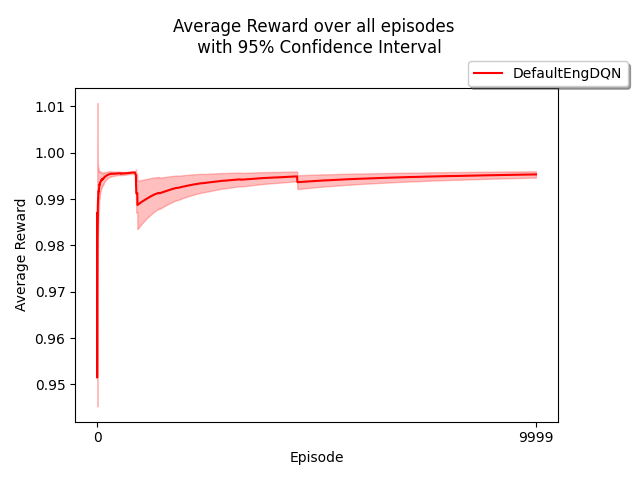 Average Reward over all episodes
with 95% Confidence Interval
DefaultEngDQN
1.01
1.00
0.99
0.98
0.97
0.96
0.95
Average Reward
0
9999
Episode